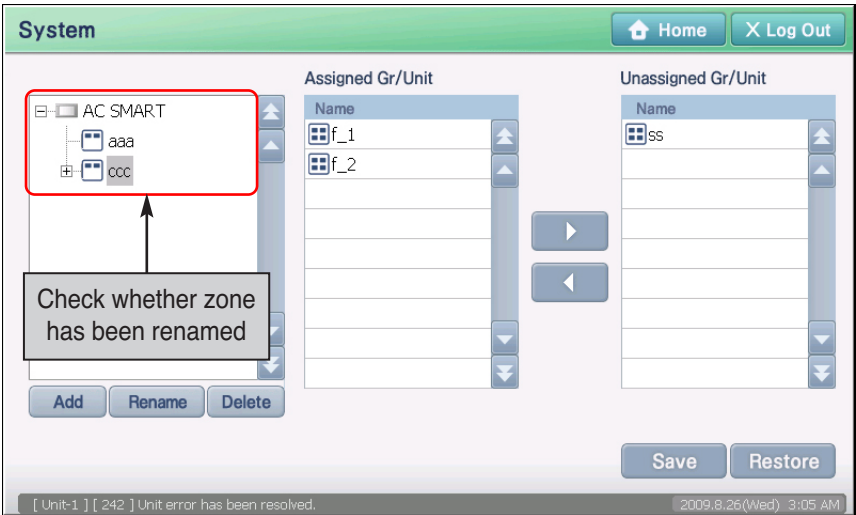 System
Home
X Log Out
Assigned Gr/Unit
Unassigned Gr/Unit
AC SMART
aaa
ccc
Name
f_1
f_2
Name
ss
Check whether zone
has been renamed
Add
Rename
Delete
Save
Restore
[ Unit-1 ] [ 242 ] Unit error has been resolved.
2009.8.26(Wed) 3:05 AM